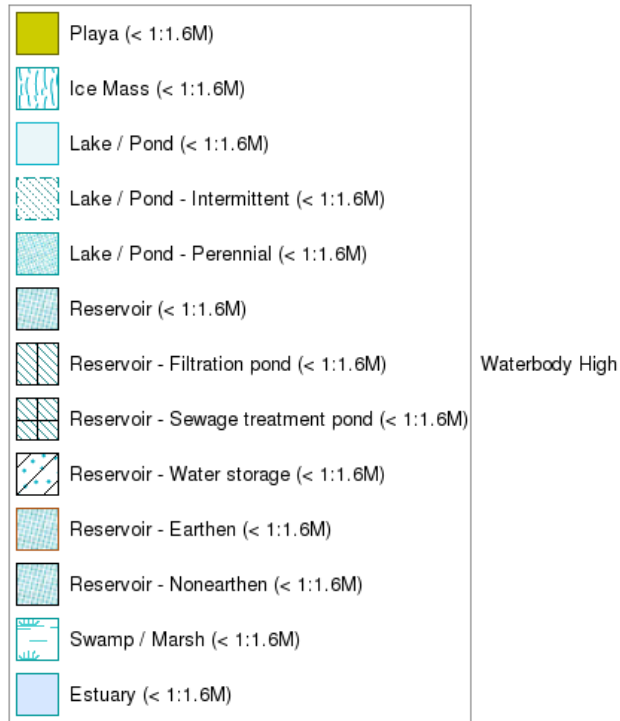 Playa (< 1:1.6M)
Ice Mass (< 1:1.6M)
Lake / Pond (< 1:1.6M)
Lake / Pond - Intermittent (< 1:1.6M)
Lake / Pond - Perennial (< 1:1.6M)
Reservoir (< 1:1.6M)
Reservoir - Filtration pond (< 1:1.6M)
Waterbody High
Reservoir - Sewage treatment pond (< 1:1.6M)
Reservoir - Water storage (< 1:1.6M)
Reservoir - Earthen (< 1:1.6M)
Reservoir - Nonearthen (< 1:1.6M)
Swamp / Marsh (< 1:1.6M)
Estuary (< 1:1.6M)